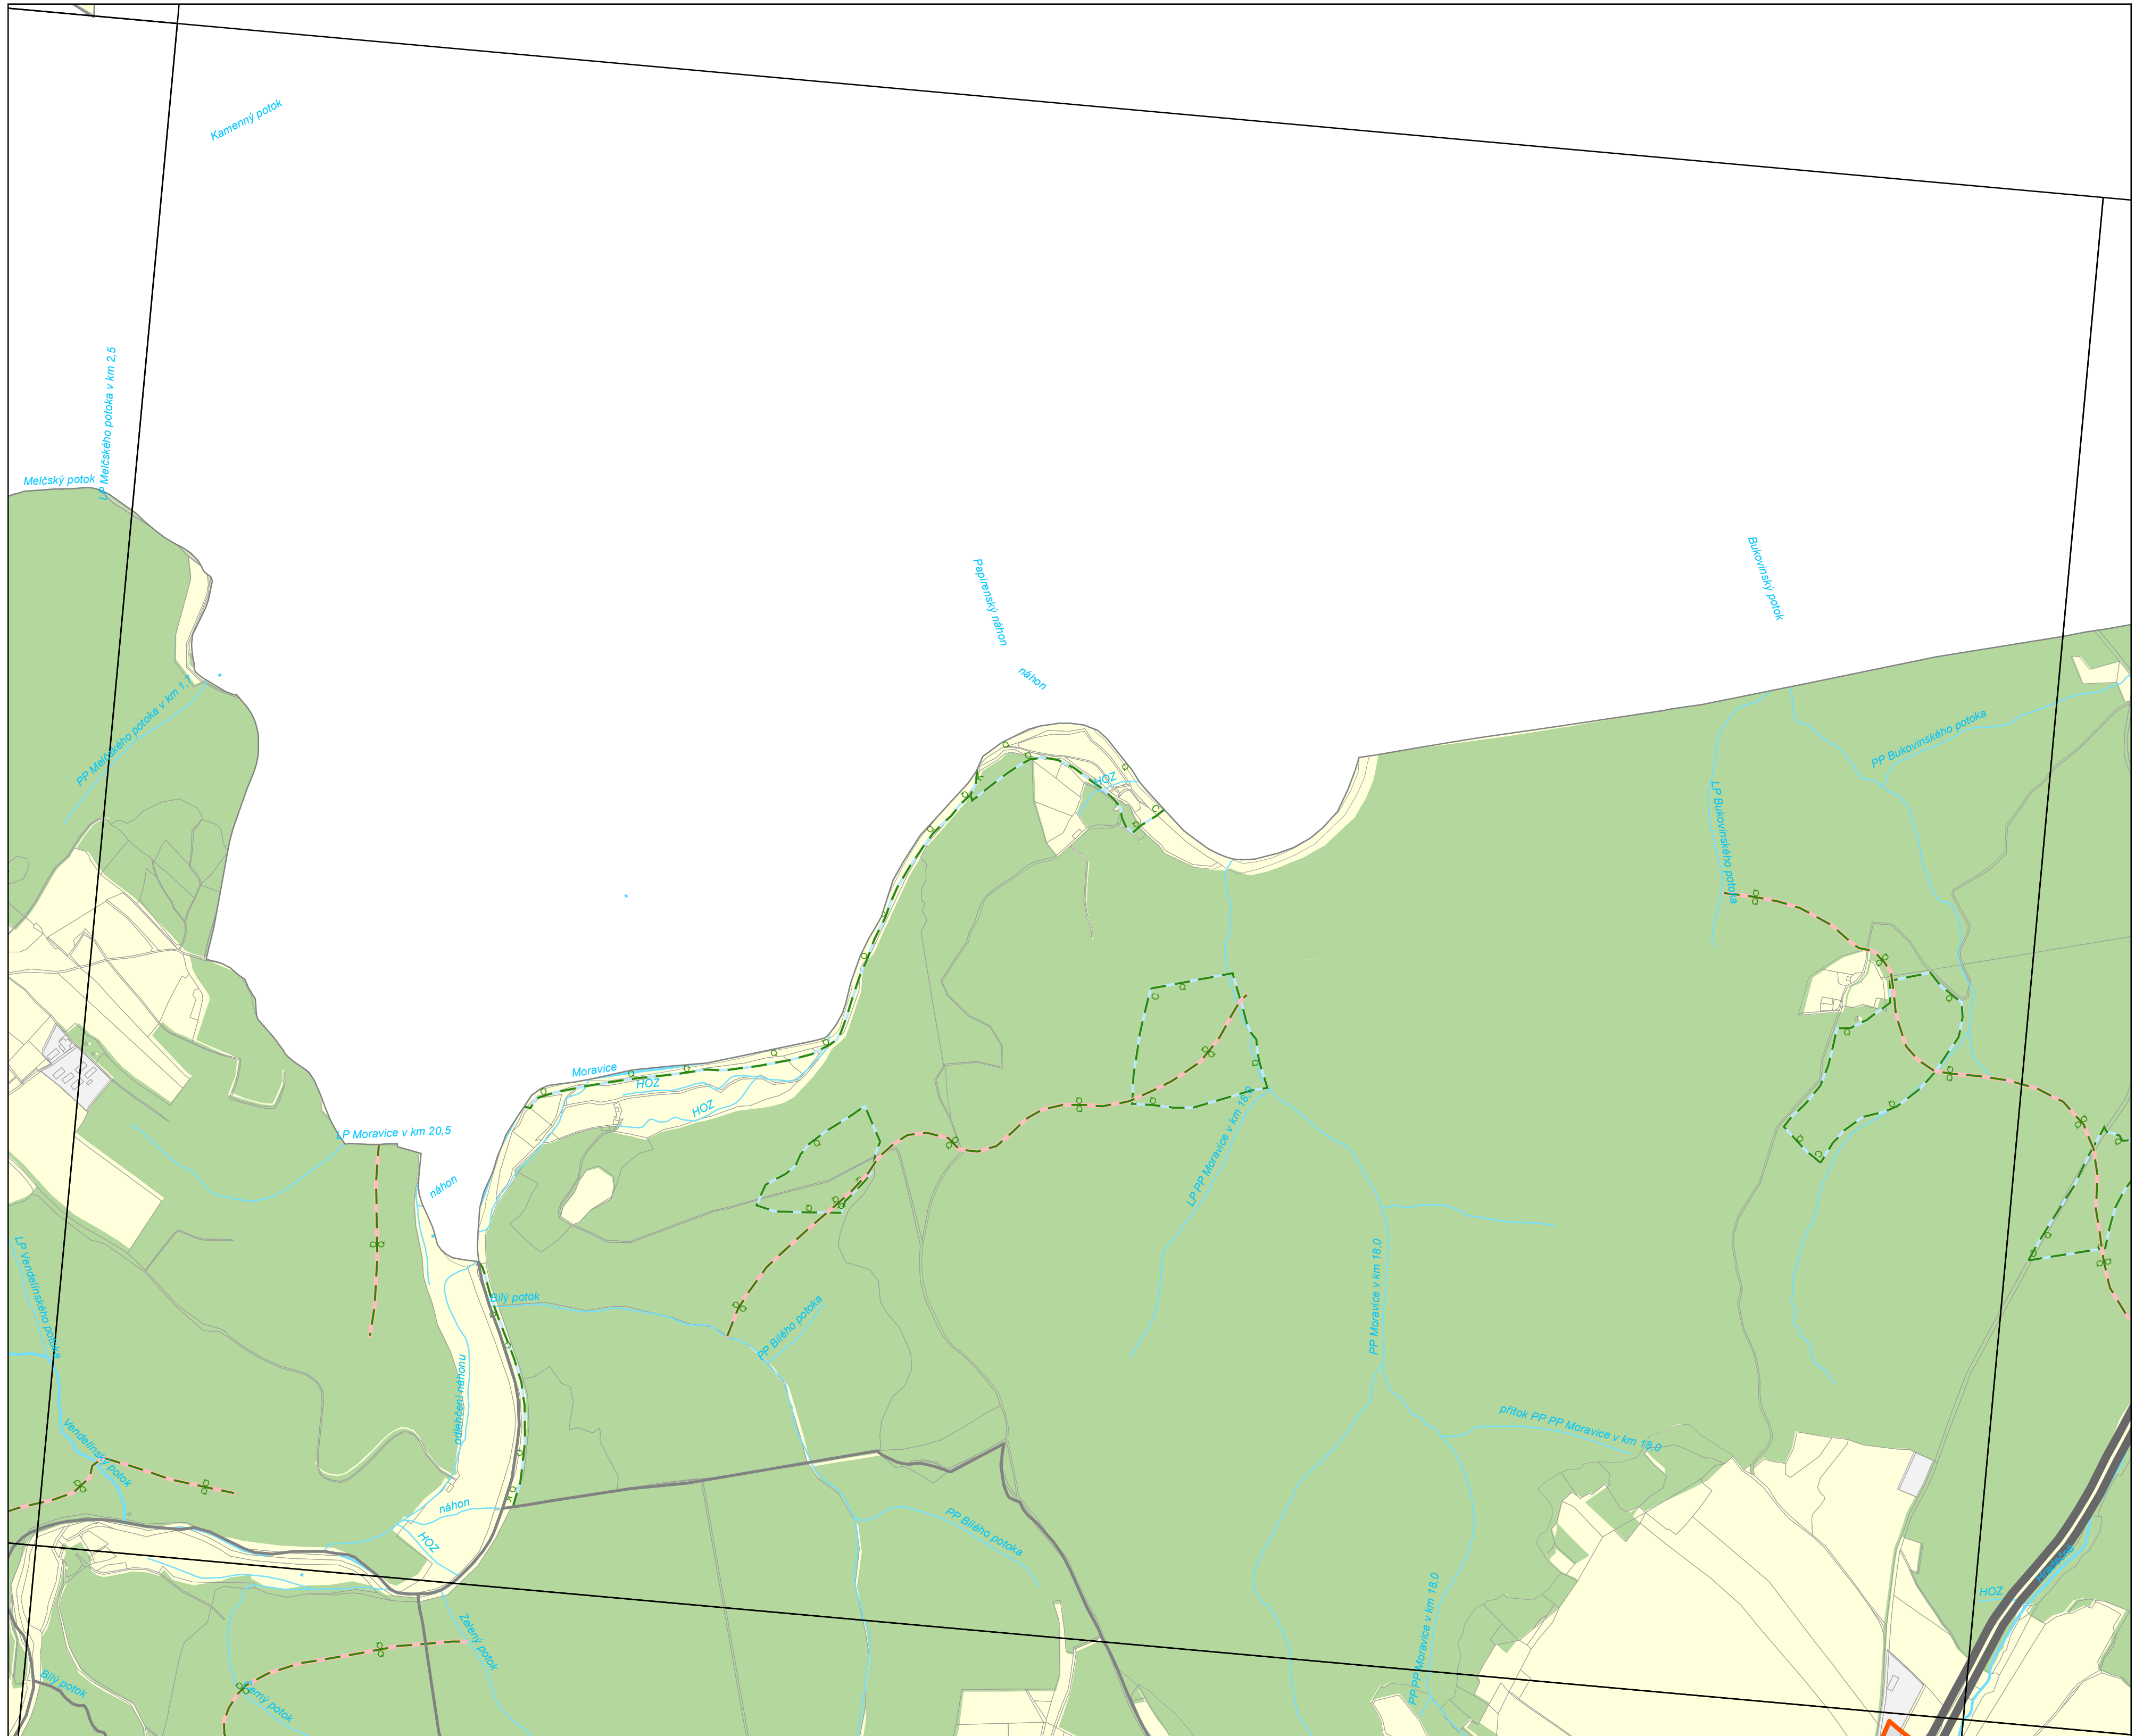 Kamenný potok
LP Melčského potoka v km 2,5
Melčský potok
Papírenský náhon
Bukovinský potok
náhon
PP Melčského potoka v km 1,7
PP Bukovinského potoka
HOZ
LP Bukovinského potoka
Moravice
HOZ
HOZ
LP Moravice v km 20,5
LP PP Moravice v km 18,0
náhon
LP Vendelínského potoka
PP Moravice v km 18,0
Bílý potok
PP Bílého potoka
odlehčení náhonu
přítok PP PP Moravice v km 18,0
Vendelínský potok
náhon
PP Bílého potoka
HOZ
Hradečná
HOZ
PP PP Moravice v km 18,0
Zelený potok
Bílý potok